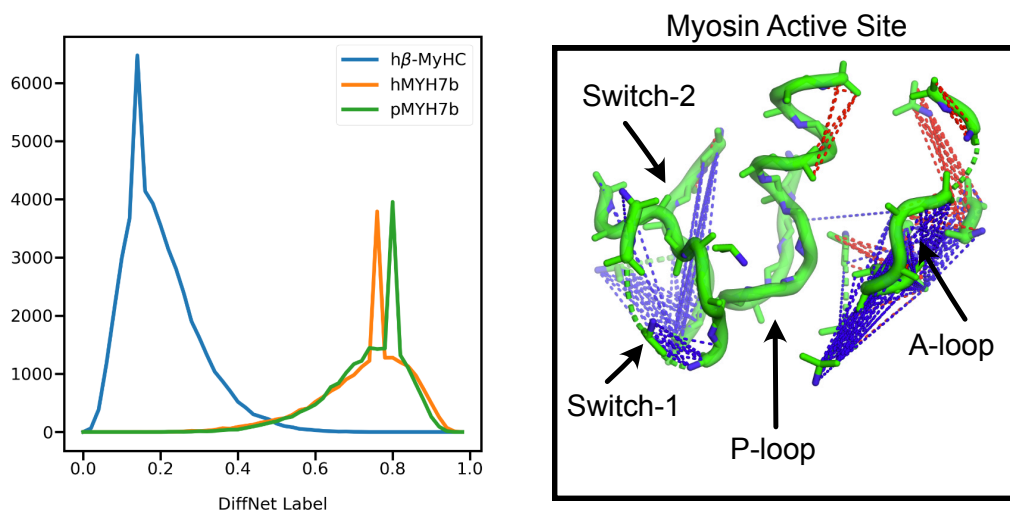 6000
5000
4000
3000
2000
1000
0
0.0 0.2 0.4 0.6 0.8 1.0
DiffNet Label
hβ-MyHC
hMYH7b
pMYH7b
Myosin Active Site
Switch-2
Switch-1
P-loop
A-loop